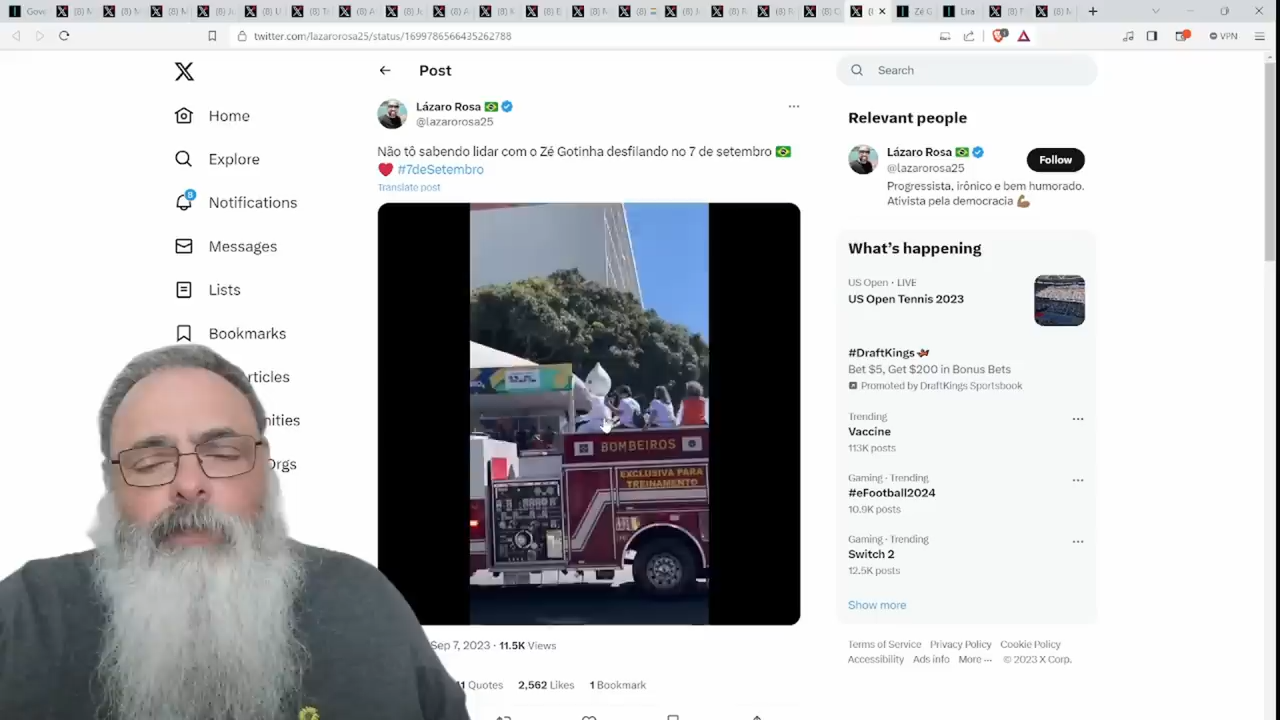 Gove
twitter.com/lazarorosa25/status/1699786566435262788
VPN
Home
Explore
8
Notifications
Messages
Lists
Bookmarks
Post
Lázaro Rosa 🇧🇷
@lazarorosa25
Não tô sabendo lidar com o Zé Gotinha desfilando no 7 de setembro 🇧🇷
❤️ #7deSetembro
Translate post
BOMBEIROS
EXCLUSIVA PARA
TREINAMENTO
Sep 7, 2023 · 11.5K Views
Quotes 2,562 Likes 1 Bookmark
Search
Relevant people
Lázaro Rosa 🇧🇷
@lazarorosa25
Follow
Progressista, irônico e bem humorado.
Ativista pela democracia 💪🏾
What's happening
US Open · LIVE
US Open Tennis 2023
#DraftKings
Bet $5, Get $200 in Bonus Bets
Promoted by DraftKings Sportsbook
Trending
Vaccine
113K posts
Gaming · Trending
#eFootball2024
10.9K posts
Gaming · Trending
Switch 2
12.5K posts
Show more
Terms of Service Privacy Policy Cookie Policy
Accessibility Ads info More ··· © 2023 X Corp.